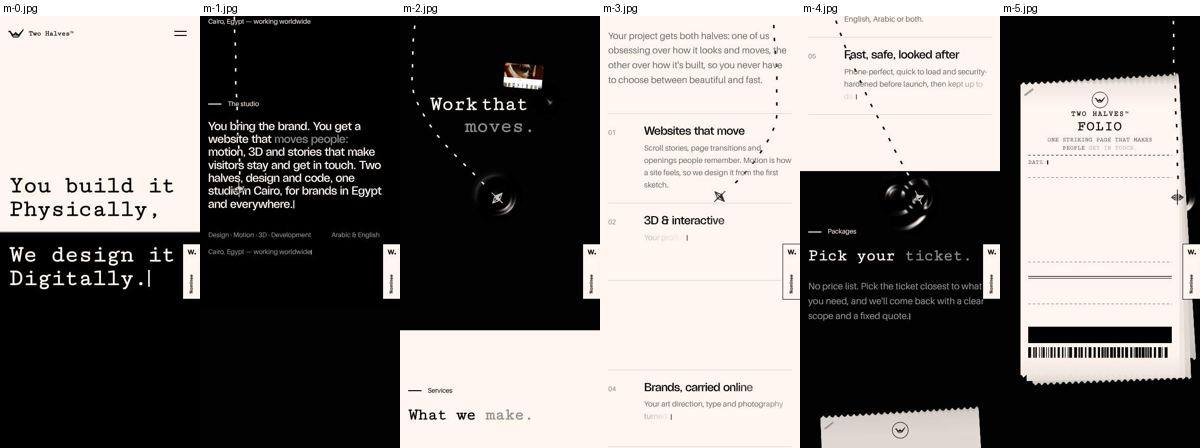 m-0.jpg
Two Halves™
You build it
Physically,
We design it
Digitally.
W.
Nominee
m-1.jpg
Cairo, Egypt — working worldwide
The studio
You bring the brand. You get a
website that moves people:
motion, 3D and stories that make
visitors stay and get in touch. Two
halves, design and code, one
studio in Cairo, for brands in Egypt
and everywhere.
Design · Motion · 3D · Development Arabic & English
Cairo, Egypt — working worldwide
W.
Nominee
m-2.jpg
Work that
moves.
W.
Nominee
Services
What we make.
m-3.jpg
Your project gets both halves: one of us
obsessing over how it looks and moves, the
other over how it's built, so you never have
to choose between beautiful and fast.
01 Websites that move
Scroll stories, page transitions and
openings people remember. Motion is how
a site feels, so we design it from the first
sketch.
02 3D & interactive
Your
W.
Nominee
04 Brands, carried online
Your art direction, type and photography
turned
m-4.jpg
English, Arabic or both.
05 Fast, safe, looked after
Phone-perfect, quick to load and security-
hardened before launch, then kept up to
Packages
Pick your ticket.
No price list. Pick the ticket closest to what
you need, and we'll come back with a clear
scope and a fixed quote.
W.
Nominee
m-5.jpg
TWO HALVES™
FOLIO
ONE STRIKING PAGE THAT MAKES
PEOPLE GET IN TOUCH.
DATE
W.
Nominee